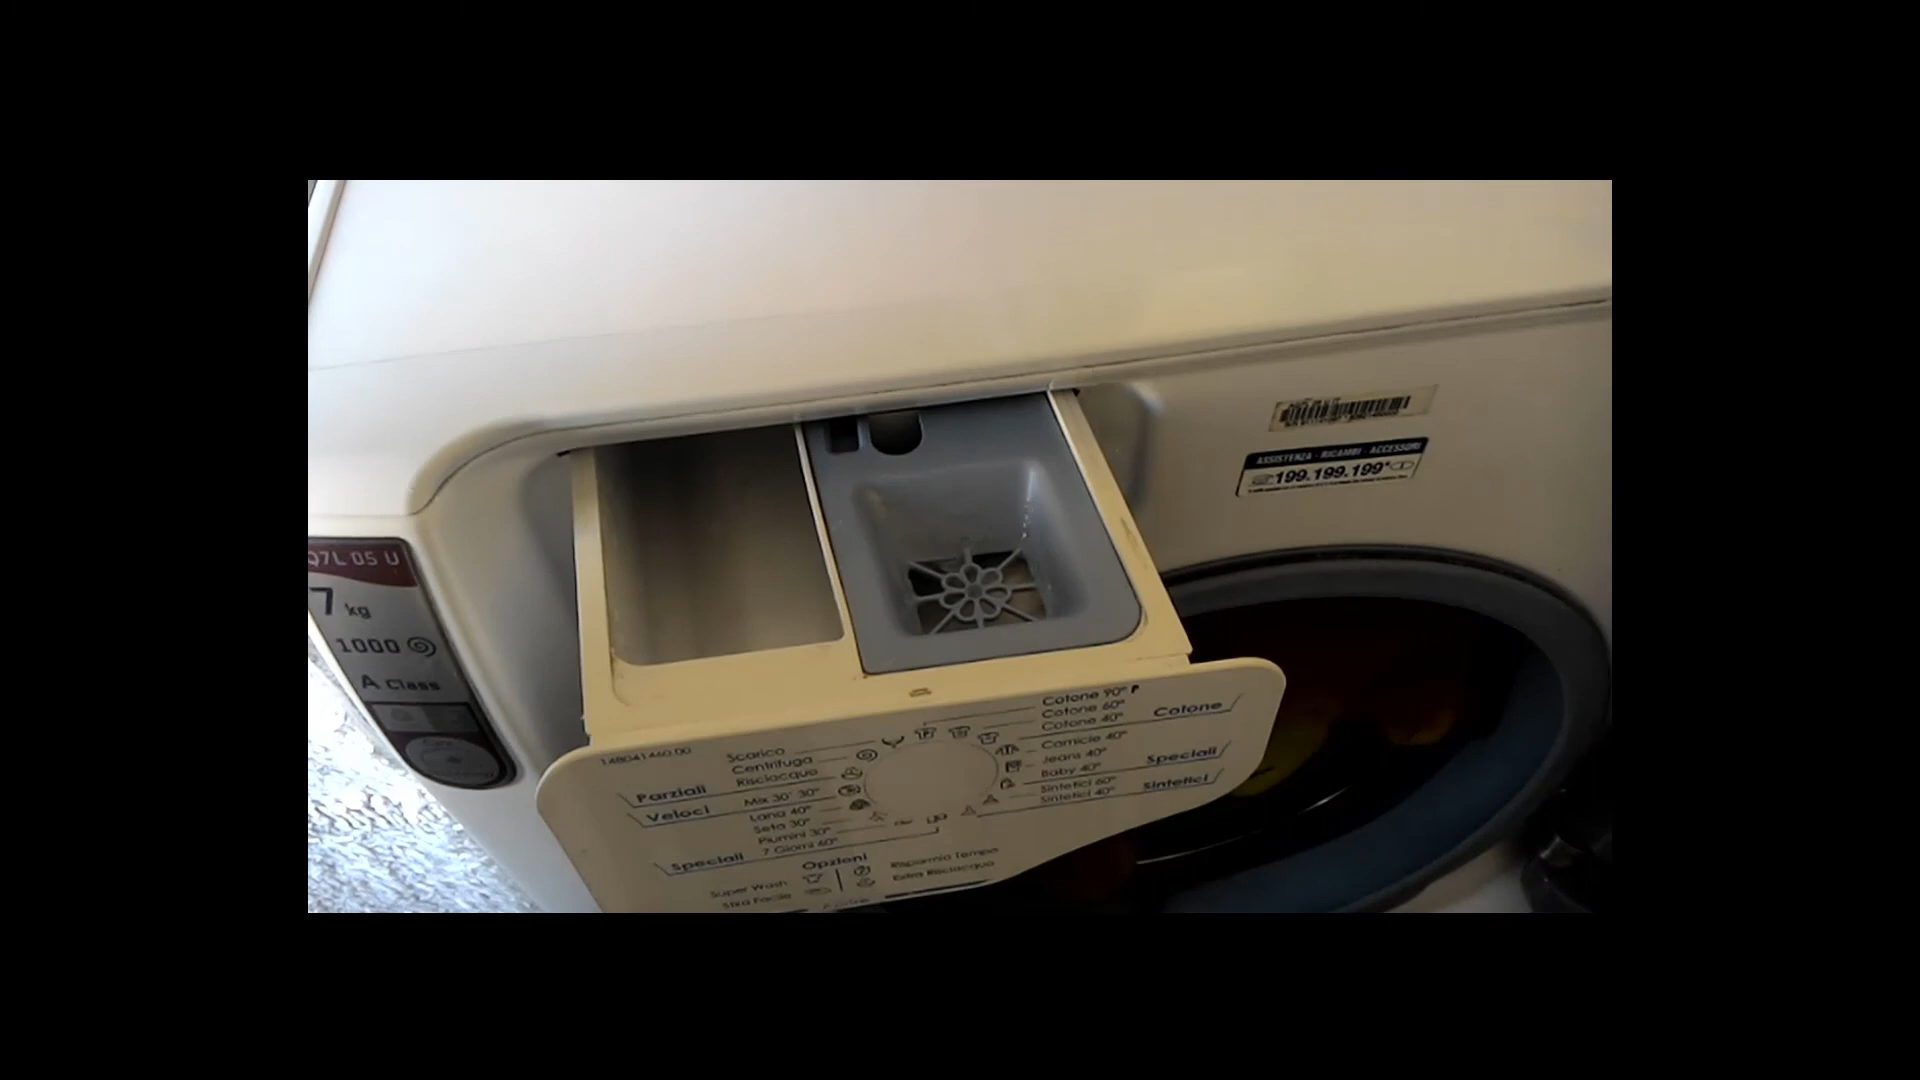 ASSISTENZA - RICAMBI - ACCESSORI
199.199.199*
Q7L 05 U
7 kg
1000
A Class
148041460.00
Scarico
Centrifuga
Risciacquo
Parziali
Mix 30' 30°
Veloci
Lana 40°
Seta 30°
Piumini 30°
7 Giorni 60°
Speciali
Cotone 90° P
Cotone 60°
Cotone 40°
Cotone
Camicie 40°
Jeans 40°
Baby 40°
Speciali
Sintetici 60°
Sintetici 40°
Sintetici
Opzioni
Super Wash
Stira Facile
Risparmio Tempo
Extra Risciacquo